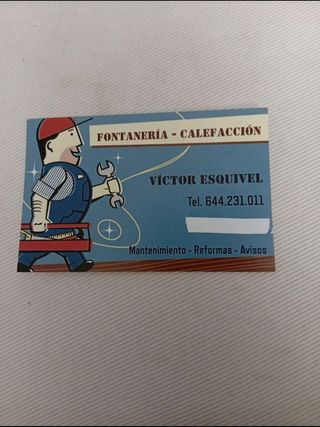 FONTANERÍA - CALEFACCIÓN
VÍCTOR ESQUIVEL
Tel. 644.231.011
Mantenimiento - Reformas - Avisos